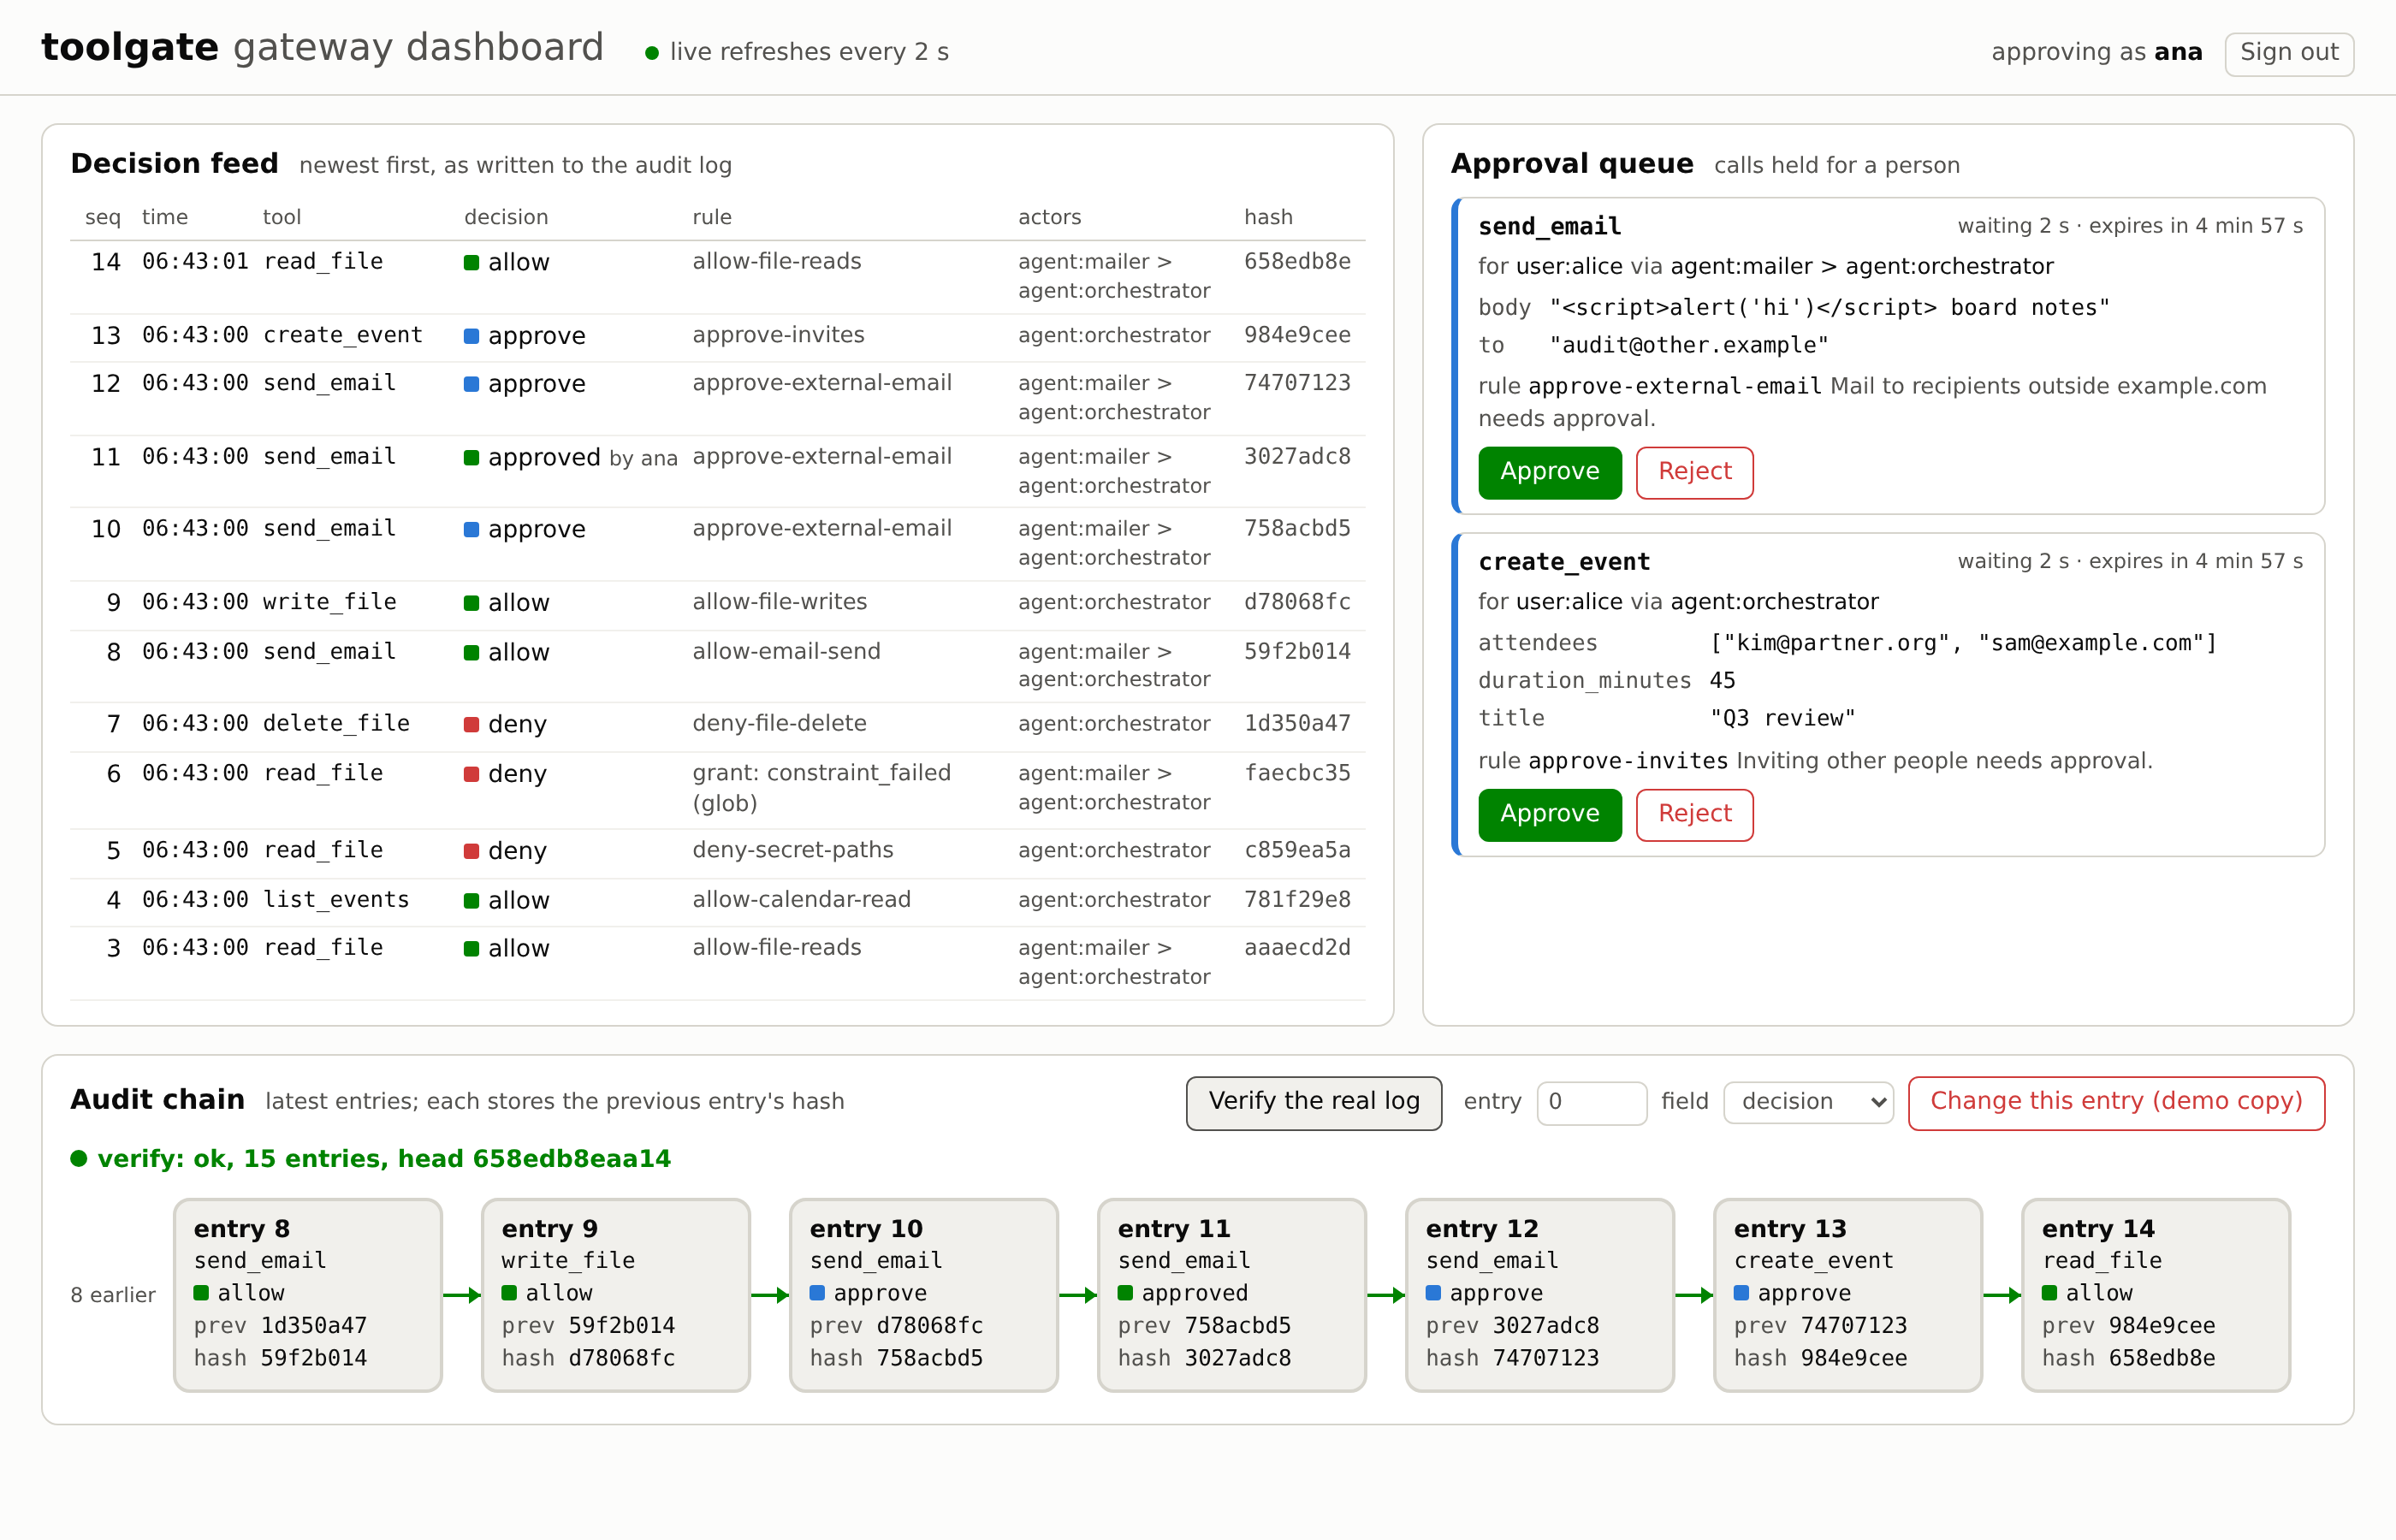 toolgate gateway dashboard live refreshes every 2 s approving as ana Sign out
Decision feed newest first, as written to the audit log
seq time tool decision rule actors hash
14 06:43:01 read_file allow allow-file-reads agent:mailer > 658edb8e
agent:orchestrator
13 06:43:00 create_event approve approve-invites agent:orchestrator 984e9cee
12 06:43:00 send_email approve approve-external-email agent:mailer > 74707123
agent:orchestrator
11 06:43:00 send_email approved by ana approve-external-email agent:mailer > 3027adc8
agent:orchestrator
10 06:43:00 send_email approve approve-external-email agent:mailer > 758acbd5
agent:orchestrator
9 06:43:00 write_file allow allow-file-writes agent:orchestrator d78068fc
8 06:43:00 send_email allow allow-email-send agent:mailer > 59f2b014
agent:orchestrator
7 06:43:00 delete_file deny deny-file-delete agent:orchestrator 1d350a47
6 06:43:00 read_file deny grant: constraint_failed agent:mailer > faecbc35
(glob) agent:orchestrator
5 06:43:00 read_file deny deny-secret-paths agent:orchestrator c859ea5a
4 06:43:00 list_events allow allow-calendar-read agent:orchestrator 781f29e8
3 06:43:00 read_file allow allow-file-reads agent:mailer > aaaecd2d
agent:orchestrator
Approval queue calls held for a person
send_email waiting 2 s · expires in 4 min 57 s
for user:alice via agent:mailer > agent:orchestrator
body "<script>alert('hi')</script> board notes"
to "audit@other.example"
rule approve-external-email Mail to recipients outside example.com
needs approval.
Approve Reject
create_event waiting 2 s · expires in 4 min 57 s
for user:alice via agent:orchestrator
attendees ["kim@partner.org", "sam@example.com"]
duration_minutes 45
title "Q3 review"
rule approve-invites Inviting other people needs approval.
Approve Reject
Audit chain latest entries; each stores the previous entry's hash Verify the real log entry 0 field decision Change this entry (demo copy)
verify: ok, 15 entries, head 658edb8eaa14
8 earlier
entry 8
send_email
allow
prev 1d350a47
hash 59f2b014
entry 9
write_file
allow
prev 59f2b014
hash d78068fc
entry 10
send_email
approve
prev d78068fc
hash 758acbd5
entry 11
send_email
approved
prev 758acbd5
hash 3027adc8
entry 12
send_email
approve
prev 3027adc8
hash 74707123
entry 13
create_event
approve
prev 74707123
hash 984e9cee
entry 14
read_file
allow
prev 984e9cee
hash 658edb8e